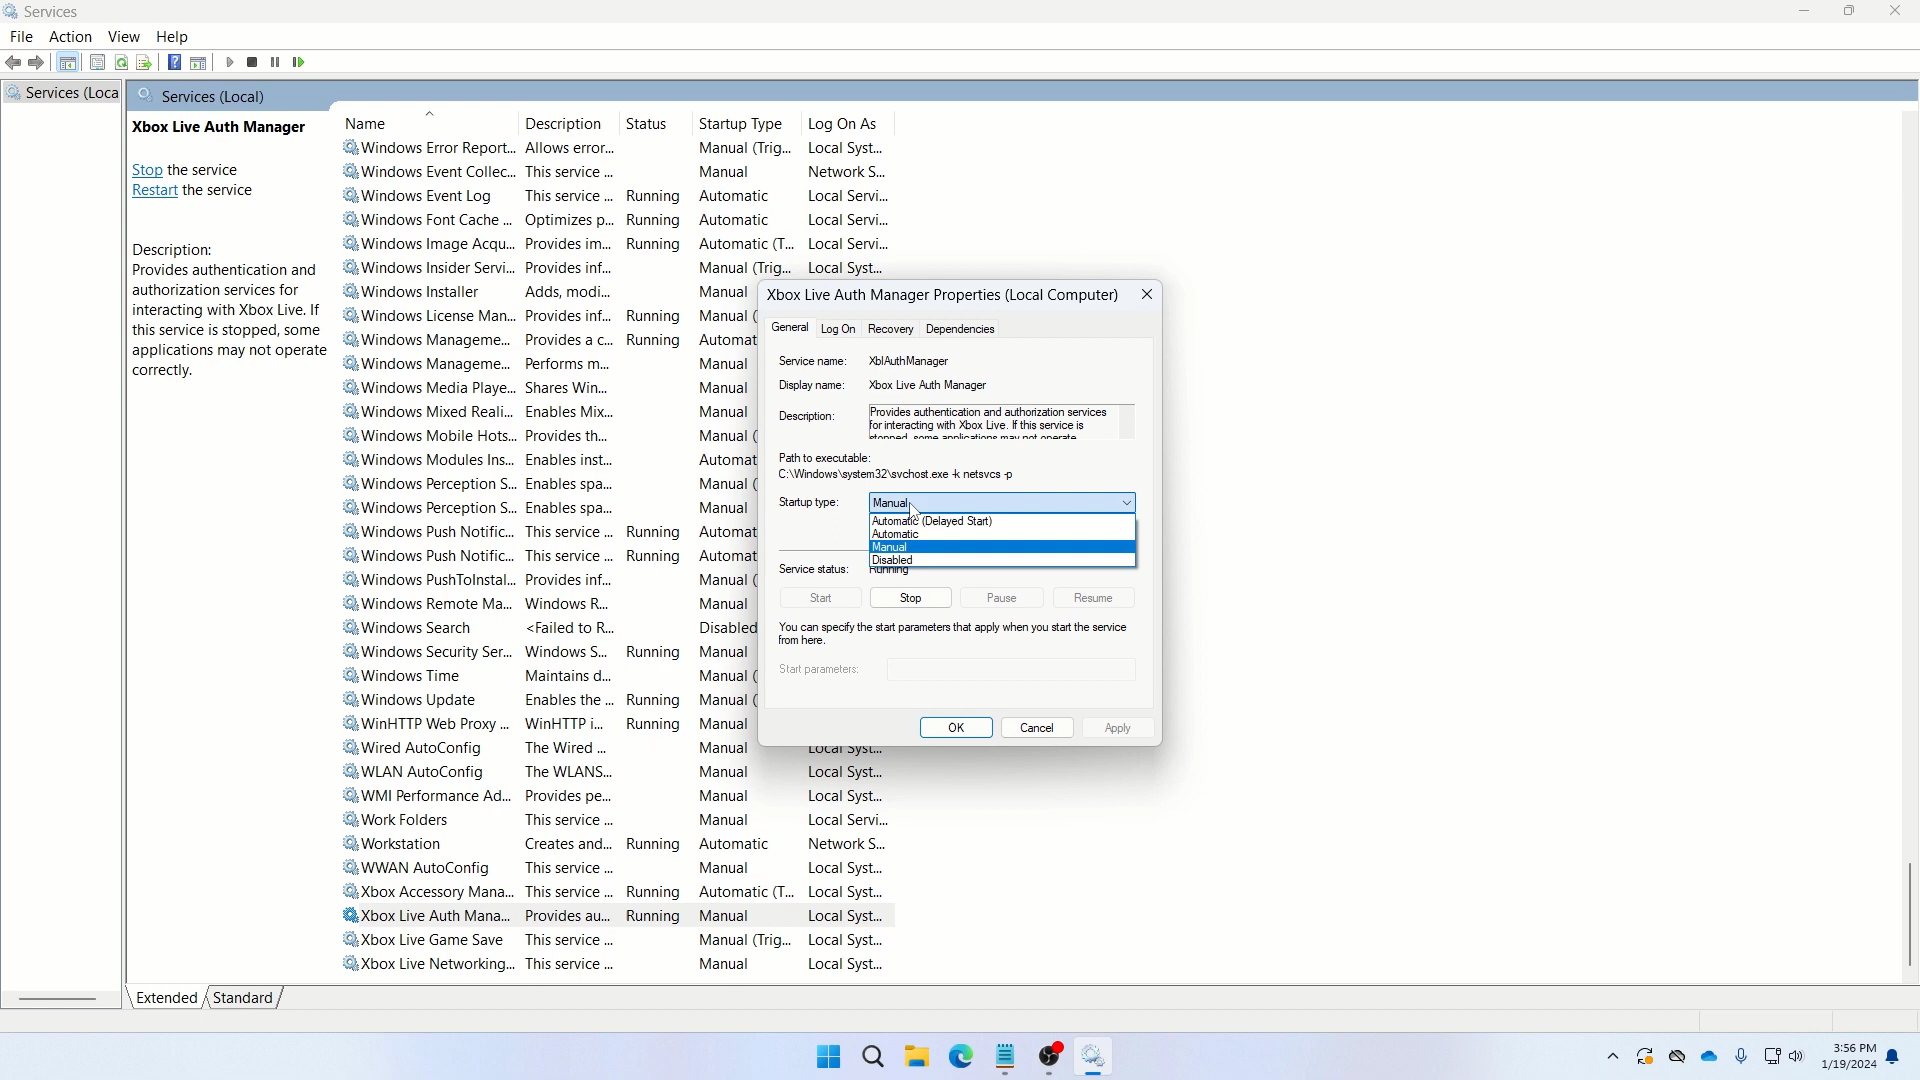 Services
File Action View Help
Services (Loca
Services (Local)
Xbox Live Auth Manager
Stop the service
Restart the service
Description:
Provides authentication and
authorization services for
interacting with Xbox Live. If
this service is stopped, some
applications may not operate
correctly.
Name Description Status Startup Type Log On As
Windows Error Report... Allows error... Manual (Trig... Local Syst...
Windows Event Collec... This service ... Manual Network S...
Windows Event Log This service ... Running Automatic Local Servi...
Windows Font Cache ... Optimizes p... Running Automatic Local Servi...
Windows Image Acqu... Provides im... Running Automatic (T... Local Servi...
Windows Insider Servi... Provides inf... Manual (Trig... Local Syst...
Windows Installer Adds, modi... Manual
Windows License Man... Provides inf... Running Manual (
Windows Manageme... Provides a c... Running Automat
Windows Manageme... Performs m... Manual
Windows Media Playe... Shares Win... Manual
Windows Mixed Reali... Enables Mix... Manual
Windows Mobile Hots... Provides th... Manual (
Windows Modules Ins... Enables inst... Automat
Windows Perception S... Enables spa... Manual (
Windows Perception S... Enables spa... Manual
Windows Push Notific... This service ... Running Automat
Windows Push Notific... This service ... Running Automat
Windows PushToInstal... Provides inf... Manual (
Windows Remote Ma... Windows R... Manual
Windows Search <Failed to R... Disabled
Windows Security Ser... Windows S... Running Manual
Windows Time Maintains d... Manual (
Windows Update Enables the ... Running Manual (
WinHTTP Web Proxy ... WinHTTP i... Running Manual
Wired AutoConfig The Wired ... Manual Local Syst...
WLAN AutoConfig The WLANS... Manual Local Syst...
WMI Performance Ad... Provides pe... Manual Local Syst...
Work Folders This service ... Manual Local Servi...
Workstation Creates and... Running Automatic Network S...
WWAN AutoConfig This service ... Manual Local Syst...
Xbox Accessory Mana... This service ... Running Automatic (T... Local Syst...
Xbox Live Auth Mana... Provides au... Running Manual Local Syst...
Xbox Live Game Save This service ... Manual (Trig... Local Syst...
Xbox Live Networking... This service ... Manual Local Syst...
Xbox Live Auth Manager Properties (Local Computer)
General Log On Recovery Dependencies
Service name: XblAuthManager
Display name: Xbox Live Auth Manager
Description: Provides authentication and authorization services
for interacting with Xbox Live. If this service is
stopped, some applications may not operate
Path to executable:
C:\Windows\system32\svchost.exe -k netsvcs -p
Startup type: Manual
Automatic (Delayed Start)
Automatic
Manual
Disabled
Service status: Running
Start Stop Pause Resume
You can specify the start parameters that apply when you start the service
from here.
Start parameters:
OK Cancel Apply
Extended Standard
3:56 PM
1/19/2024